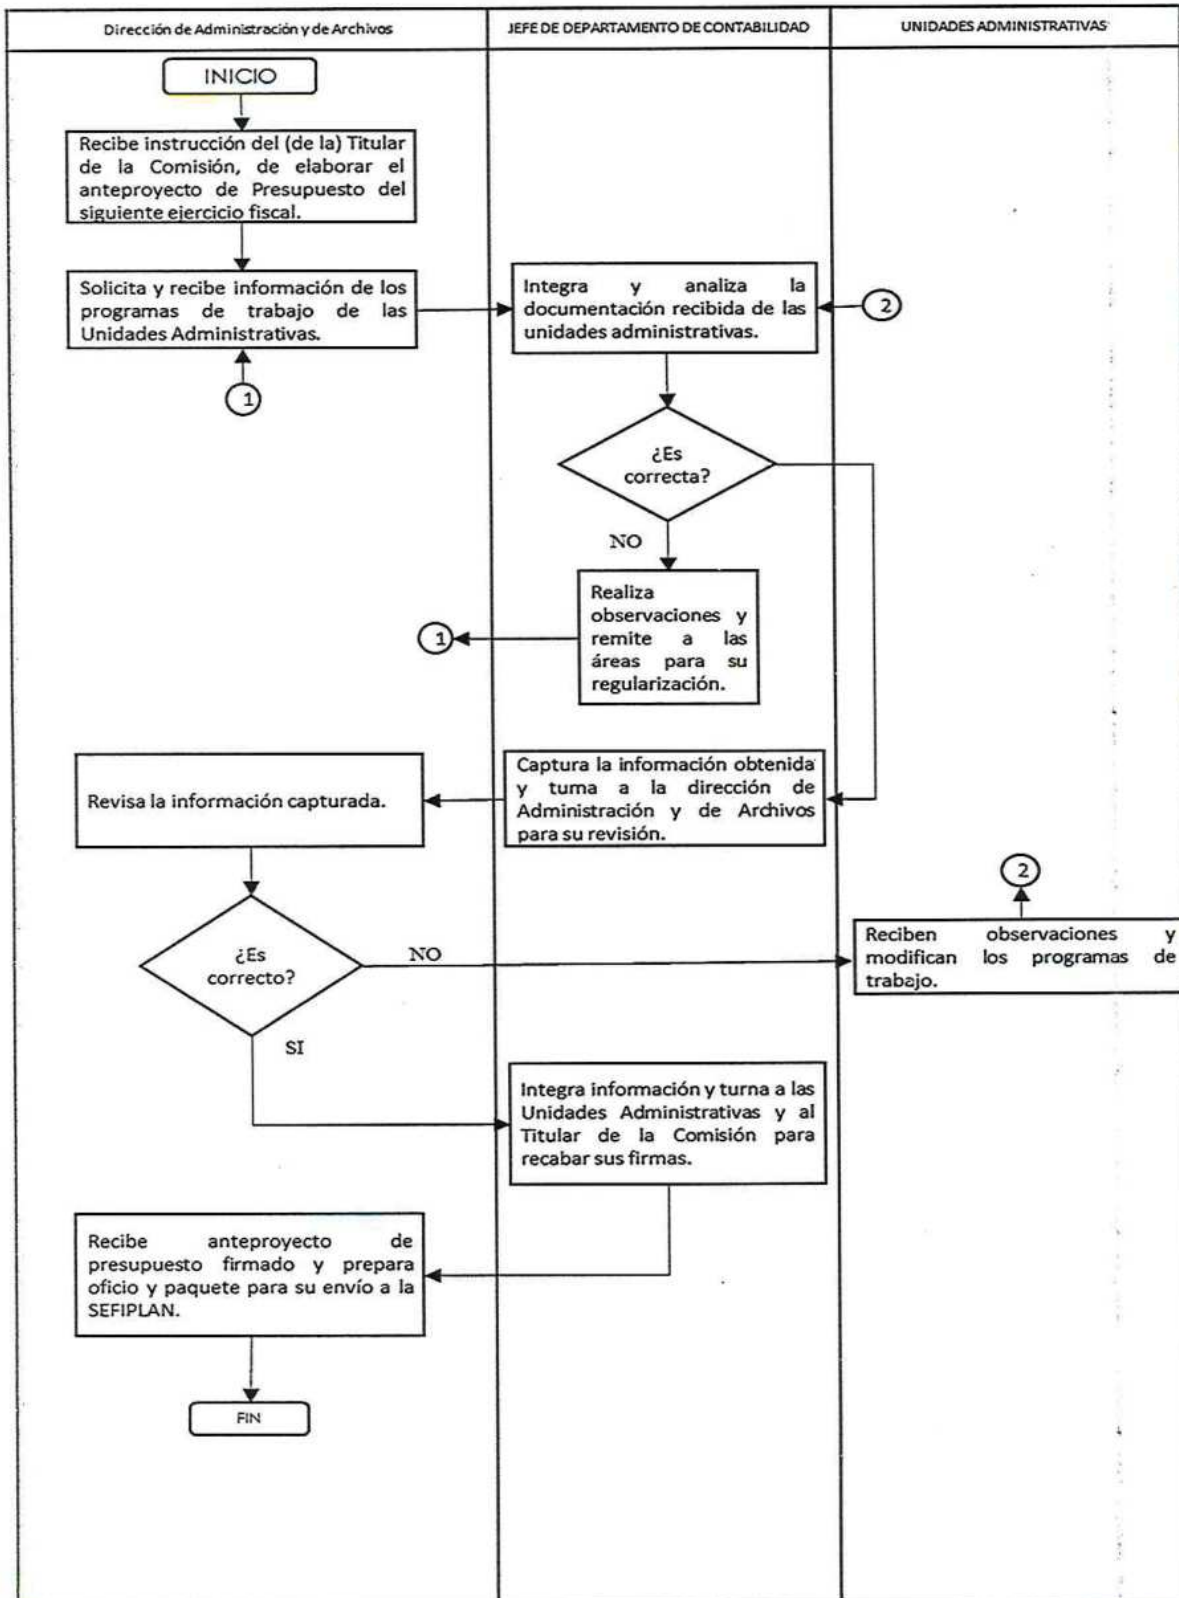 Dirección de Administración y de Archivos
JEFE DE DEPARTAMENTO DE CONTABILIDAD
UNIDADES ADMINISTRATIVAS
INICIO
Recibe instrucción del (de la) Titular
de la Comisión, de elaborar el
anteproyecto de Presupuesto del
siguiente ejercicio fiscal.
Solicita y recibe información de los
programas de trabajo de las
Unidades Administrativas.
Integra y analiza la
documentación recibida de las
unidades administrativas.
2
1
¿Es
correcta?
NO
Realiza
observaciones y
remite a las
áreas para su
regularización.
1
Captura la información obtenida
y turna a la dirección de
Administración y de Archivos
para su revisión.
Revisa la información capturada.
2
¿Es
correcto?
NO
Reciben observaciones y
modifican los programas de
trabajo.
SI
Integra información y turna a las
Unidades Administrativas y al
Titular de la Comisión para
recabar sus firmas.
Recibe anteproyecto de
presupuesto firmado y prepara
oficio y paquete para su envío a la
SEFIPLAN.
FIN